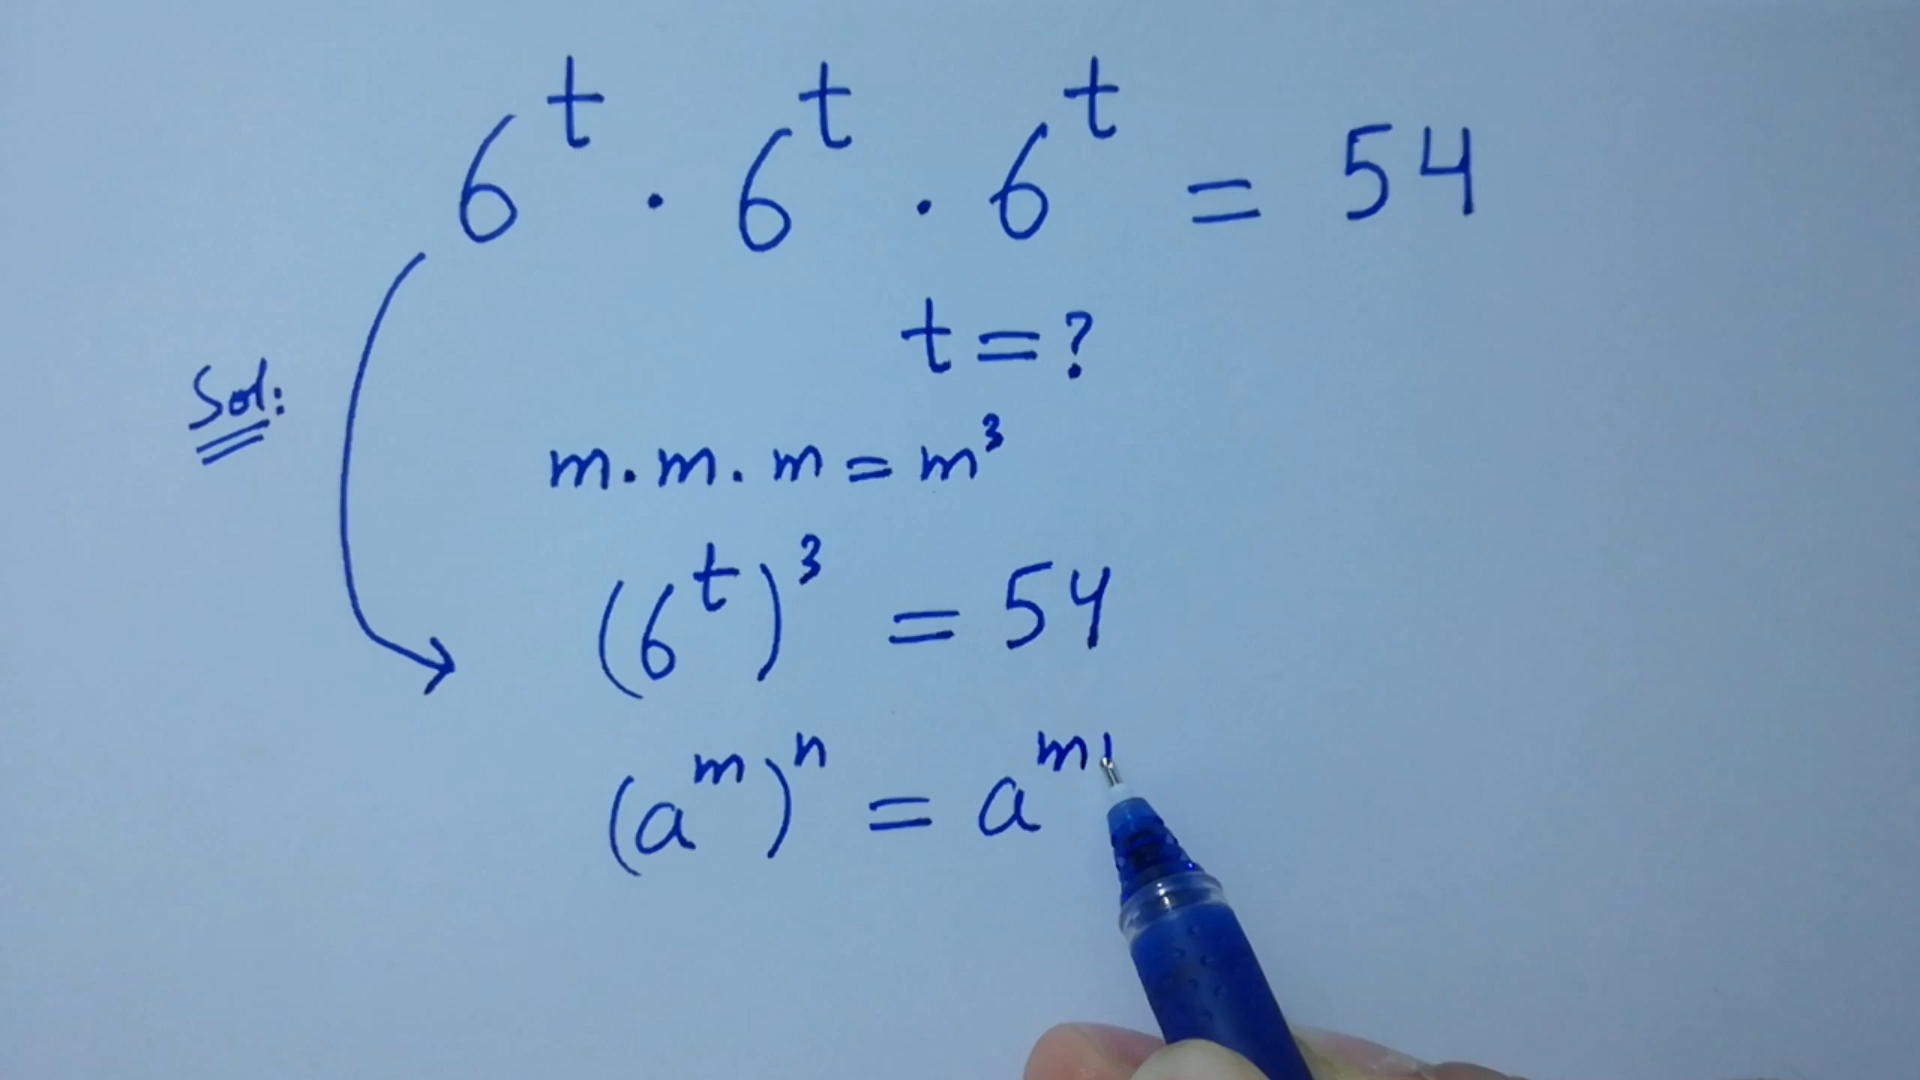 6^t · 6^t · 6^t = 54
t = ?
Sol:
m · m · m = m^3
(6^t)^3 = 54
(a^m)^n = a^m